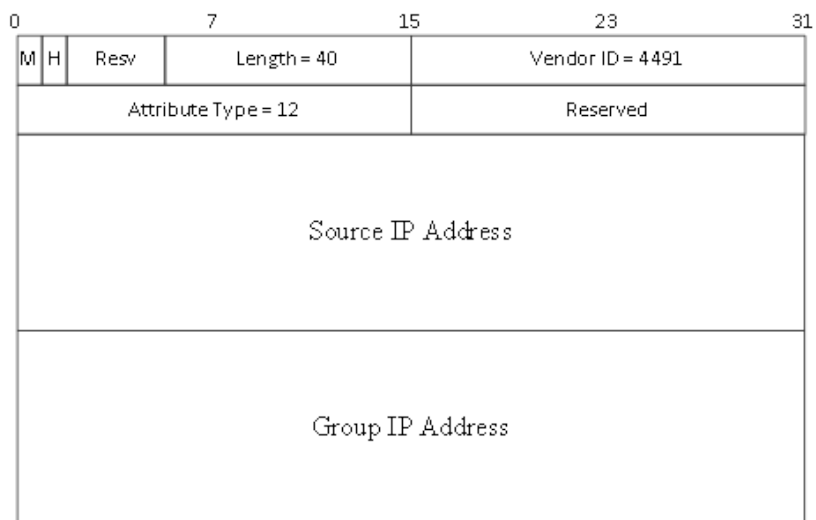 0 7 15 23 31
M H Resv Length = 40 Vendor ID = 4491
Attribute Type = 12 Reserved
Source IP Address
Group IP Address